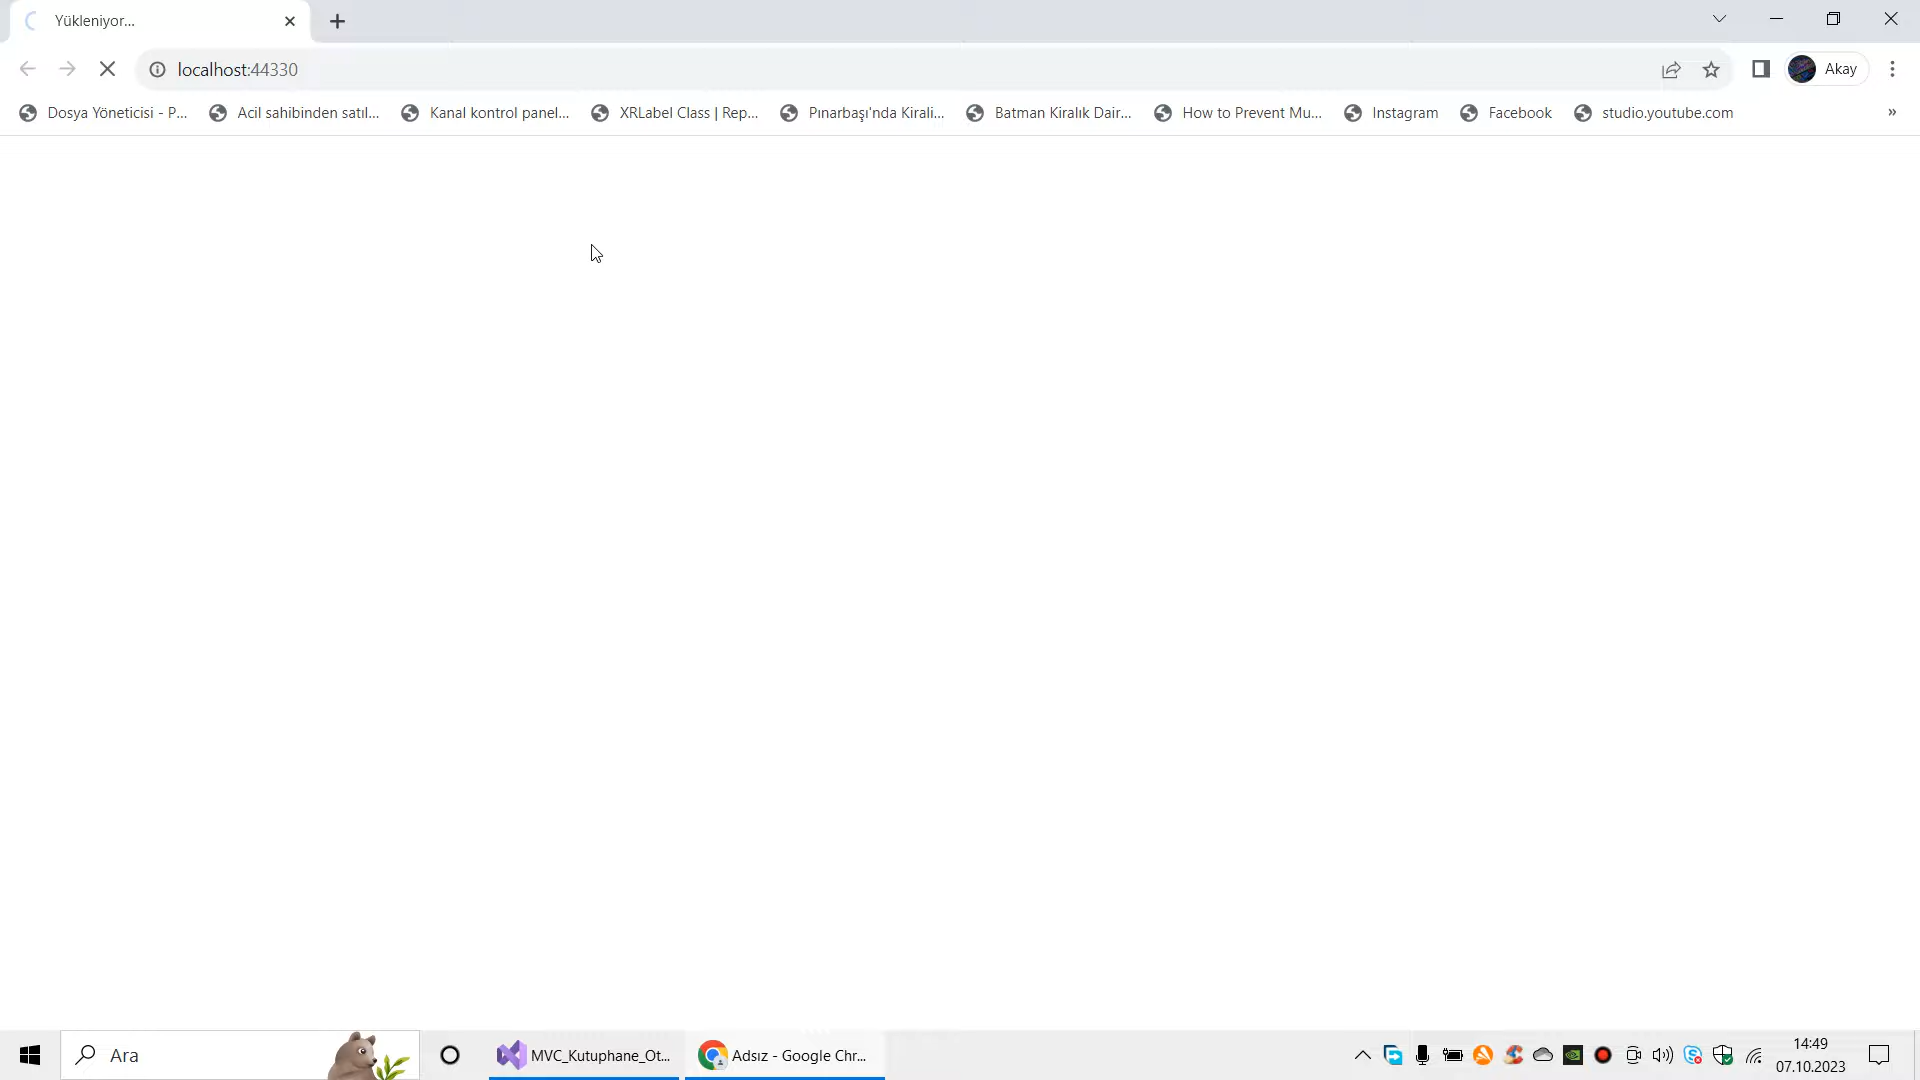 Yükleniyor...
localhost:44330
Akay
Dosya Yöneticisi - P... Acil sahibinden satıl... Kanal kontrol panel... XRLabel Class | Rep... Pınarbaşı'nda Kirali... Batman Kiralık Dair... How to Prevent Mu... Instagram Facebook studio.youtube.com »
Ara
MVC_Kutuphane_Ot...
Adsız - Google Chr...
14:49
07.10.2023